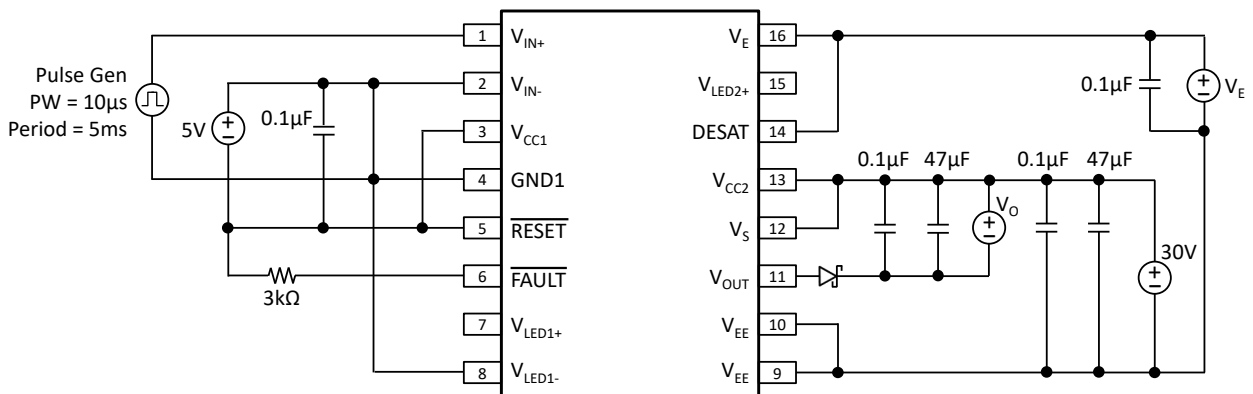 Pulse Gen
PW = 10µs
Period = 5ms
5V
0.1µF
3kΩ
1 V_IN+
2 V_IN-
3 V_CC1
4 GND1
5 RESET
6 FAULT
7 V_LED1+
8 V_LED1-
V_E 16
V_LED2+ 15
DESAT 14
V_CC2 13
V_S 12
V_OUT 11
V_EE 10
V_EE 9
0.1µF
V_E
0.1µF 47µF
V_O
0.1µF 47µF
30V